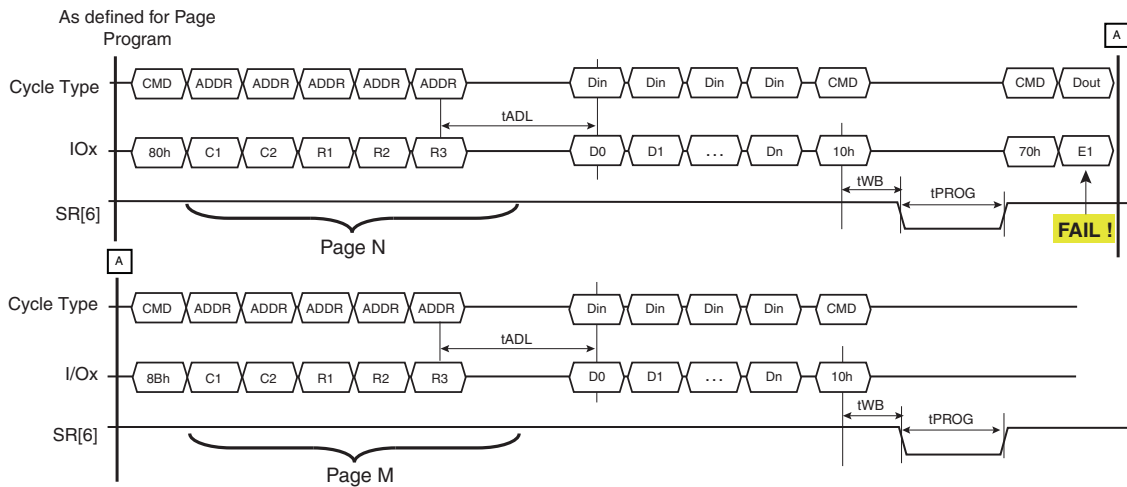 As defined for Page
Program
A
Cycle Type CMD ADDR ADDR ADDR ADDR ADDR Din Din Din Din CMD CMD Dout
tADL
IOx 80h C1 C2 R1 R2 R3 D0 D1 ... Dn 10h 70h E1
tWB tPROG
SR[6]
FAIL !
Page N
A
Cycle Type CMD ADDR ADDR ADDR ADDR ADDR Din Din Din Din CMD
tADL
I/Ox 8Bh C1 C2 R1 R2 R3 D0 D1 ... Dn 10h
tWB tPROG
SR[6]
Page M